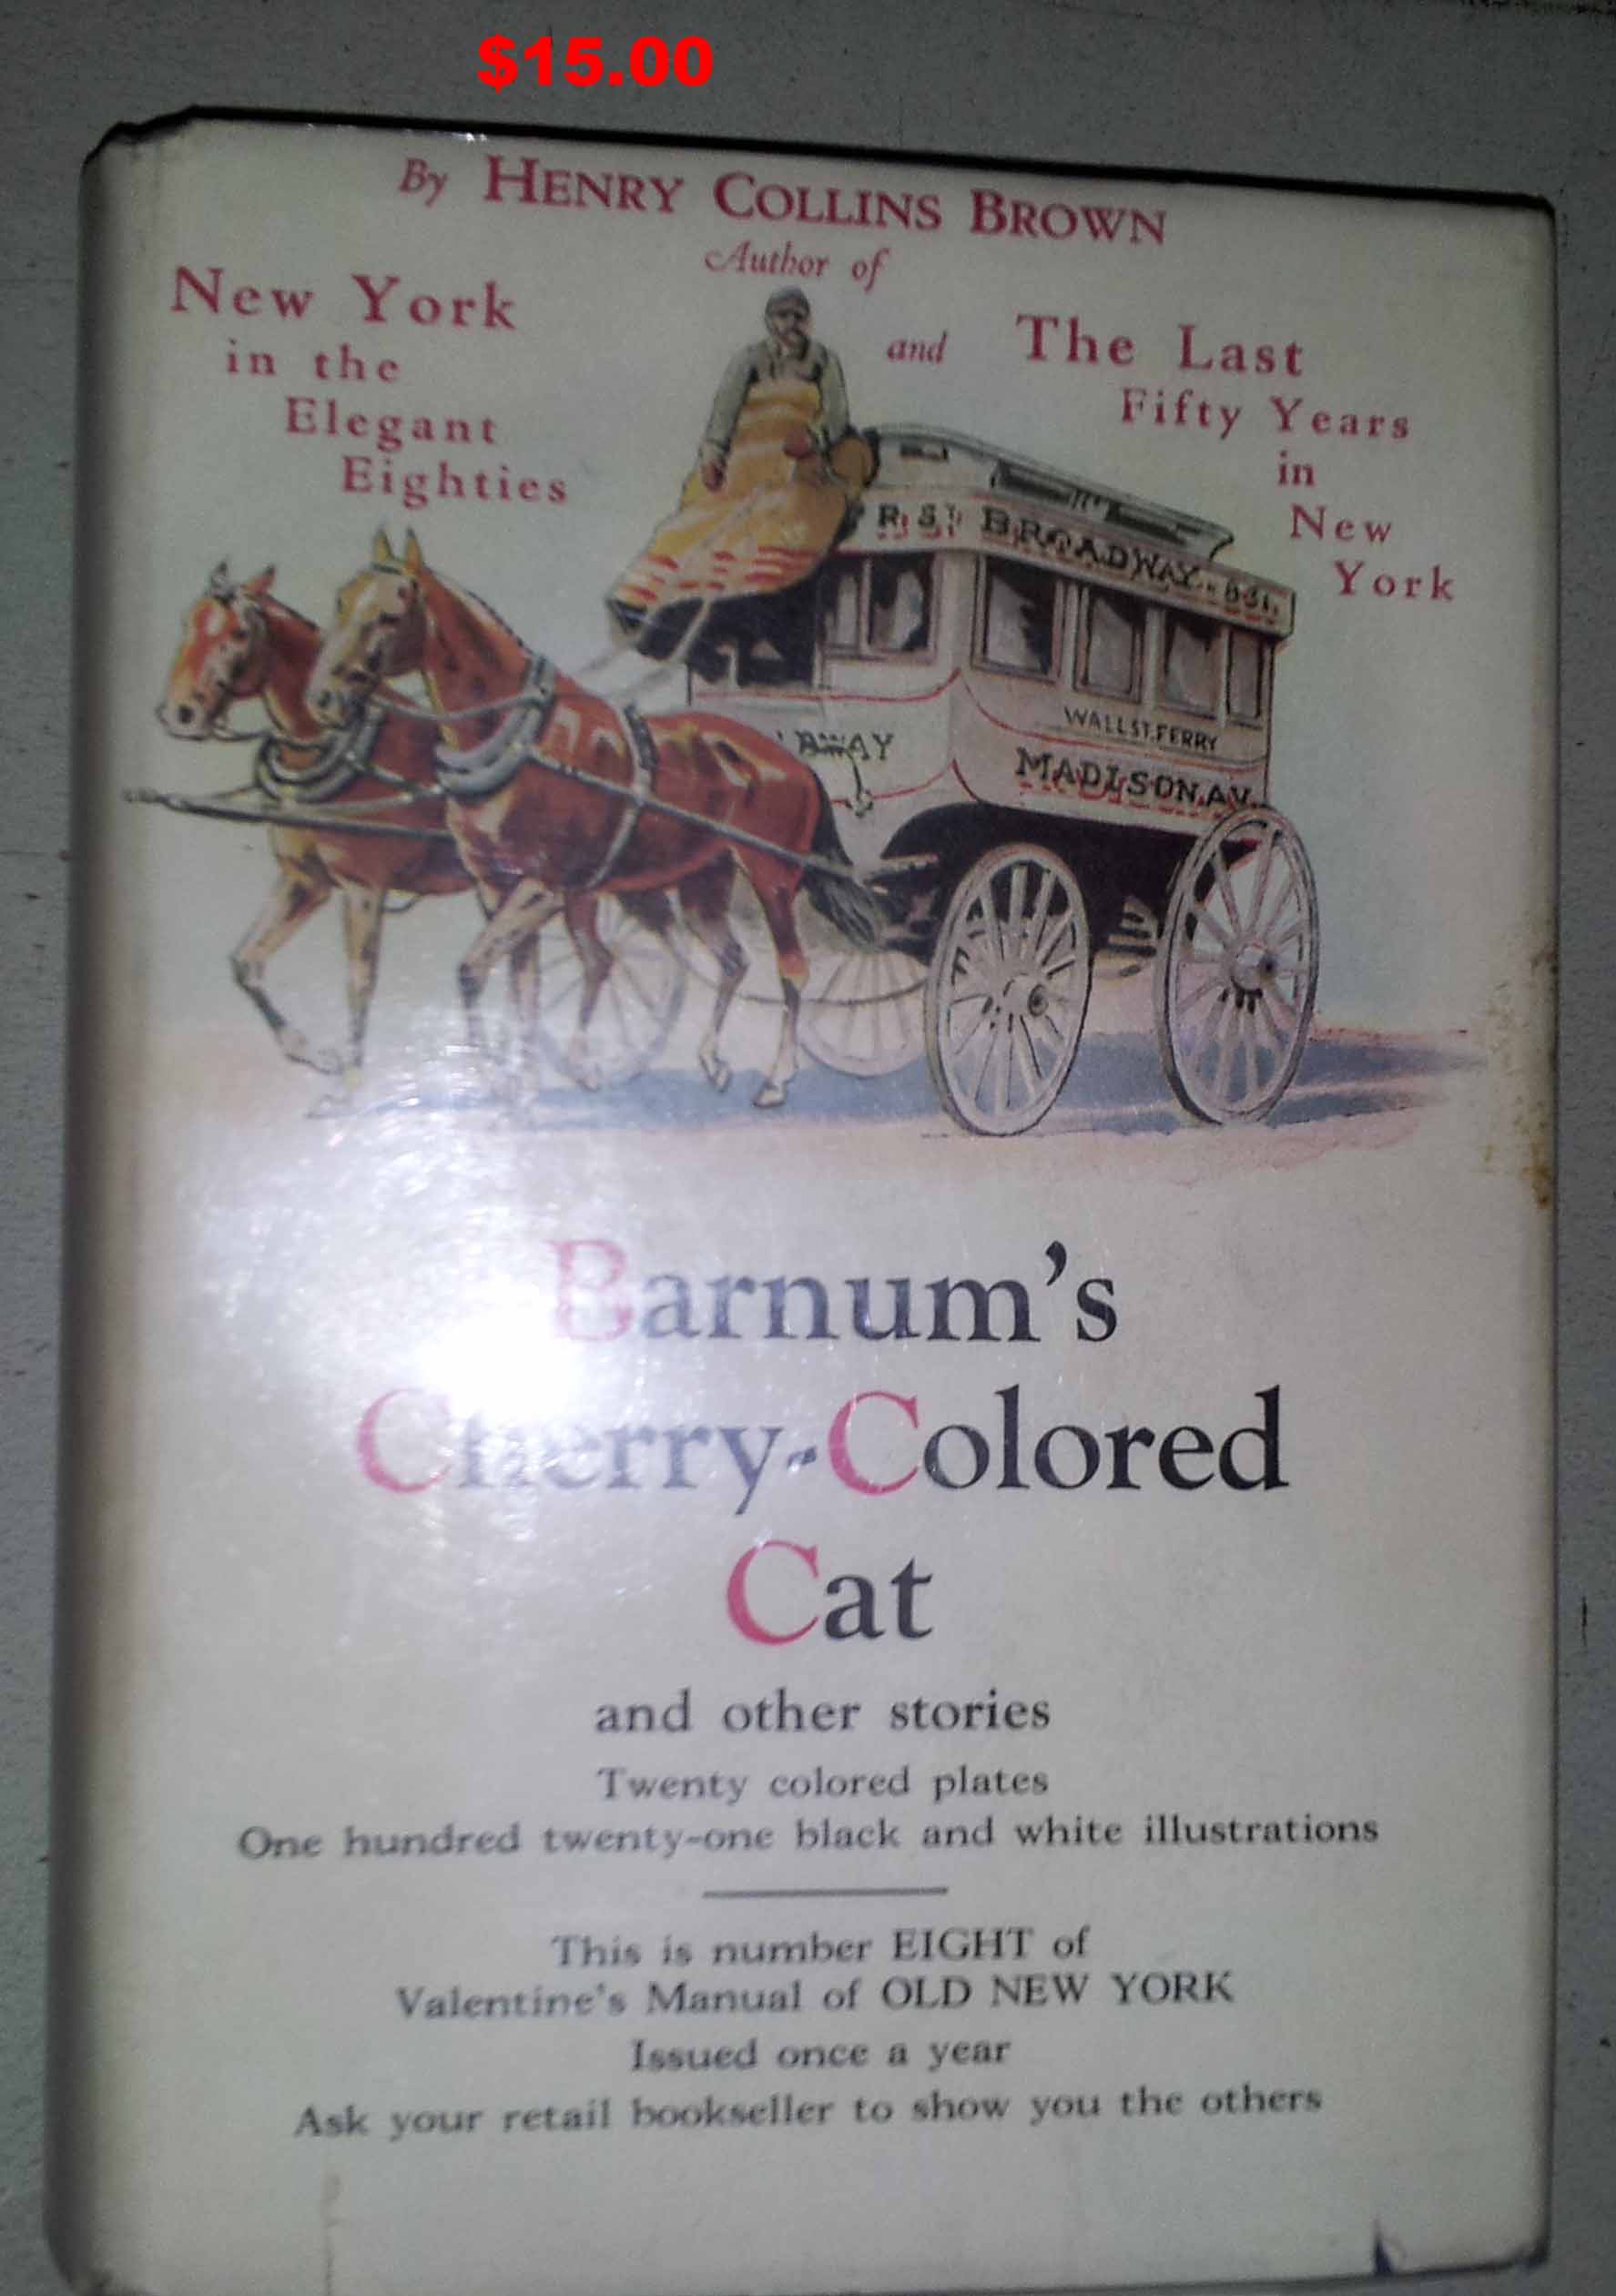 $15.00
By HENRY COLLINS BROWN
Author of
New York
in the
Elegant
Eighties
and
The Last
Fifty Years
in
New
York
BROADWAY
WALL ST. FERRY
MADISON AV.
Barnum's
Cherry-Colored
Cat
and other stories
Twenty colored plates
One hundred twenty-one black and white illustrations
This is number EIGHT of
Valentine's Manual of OLD NEW YORK
Issued once a year
Ask your retail bookseller to show you the others